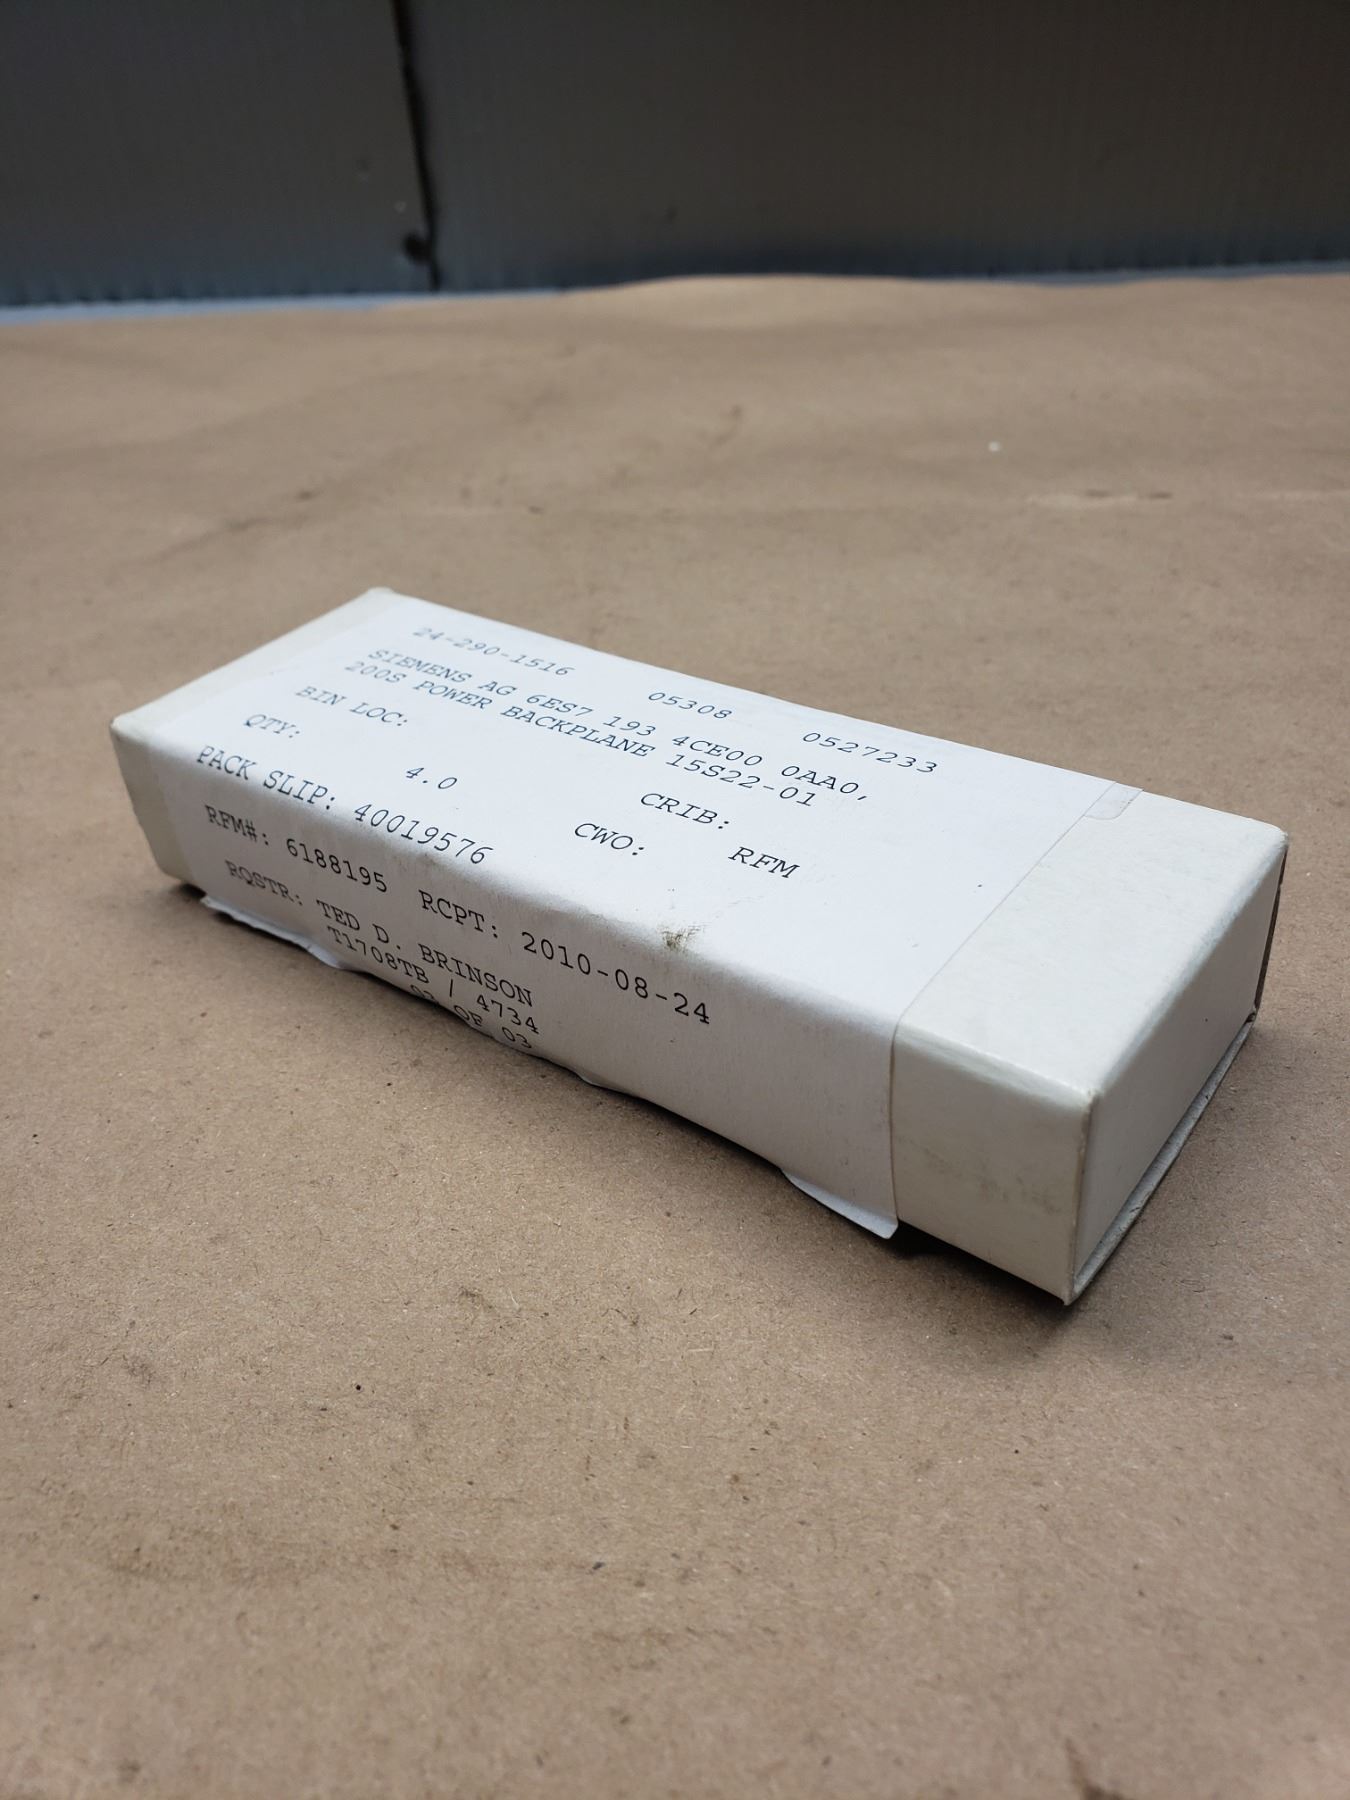 24-290-1516 05308 0527233
SIEMENS AG 6ES7 193 4CE00 0AA0,
200S POWER BACKPLANE 15S22-01
BIN LOC: CRIB:
QTY: 4.0 CWO: RFM
PACK SLIP: 40019576
RFM#: 6188195 RCPT: 2010-08-24
RQSTR: TED D. BRINSON
T1708TB / 4734
OF 03